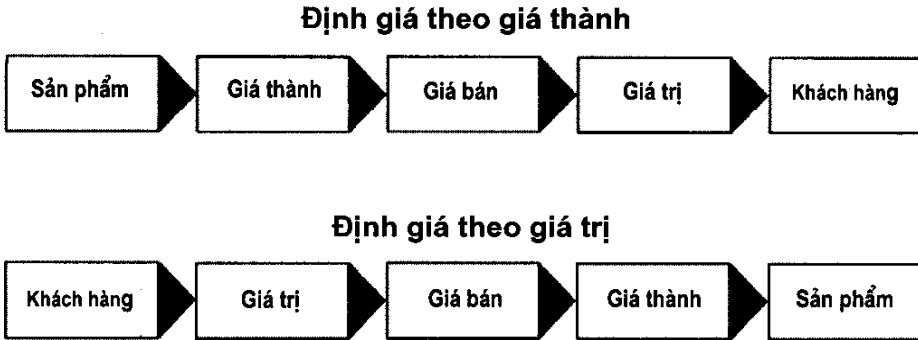 Định giá theo giá thành
Sản phẩm Giá thành Giá bán Giá trị Khách hàng
Định giá theo giá trị
Khách hàng Giá trị Giá bán Giá thành Sản phẩm